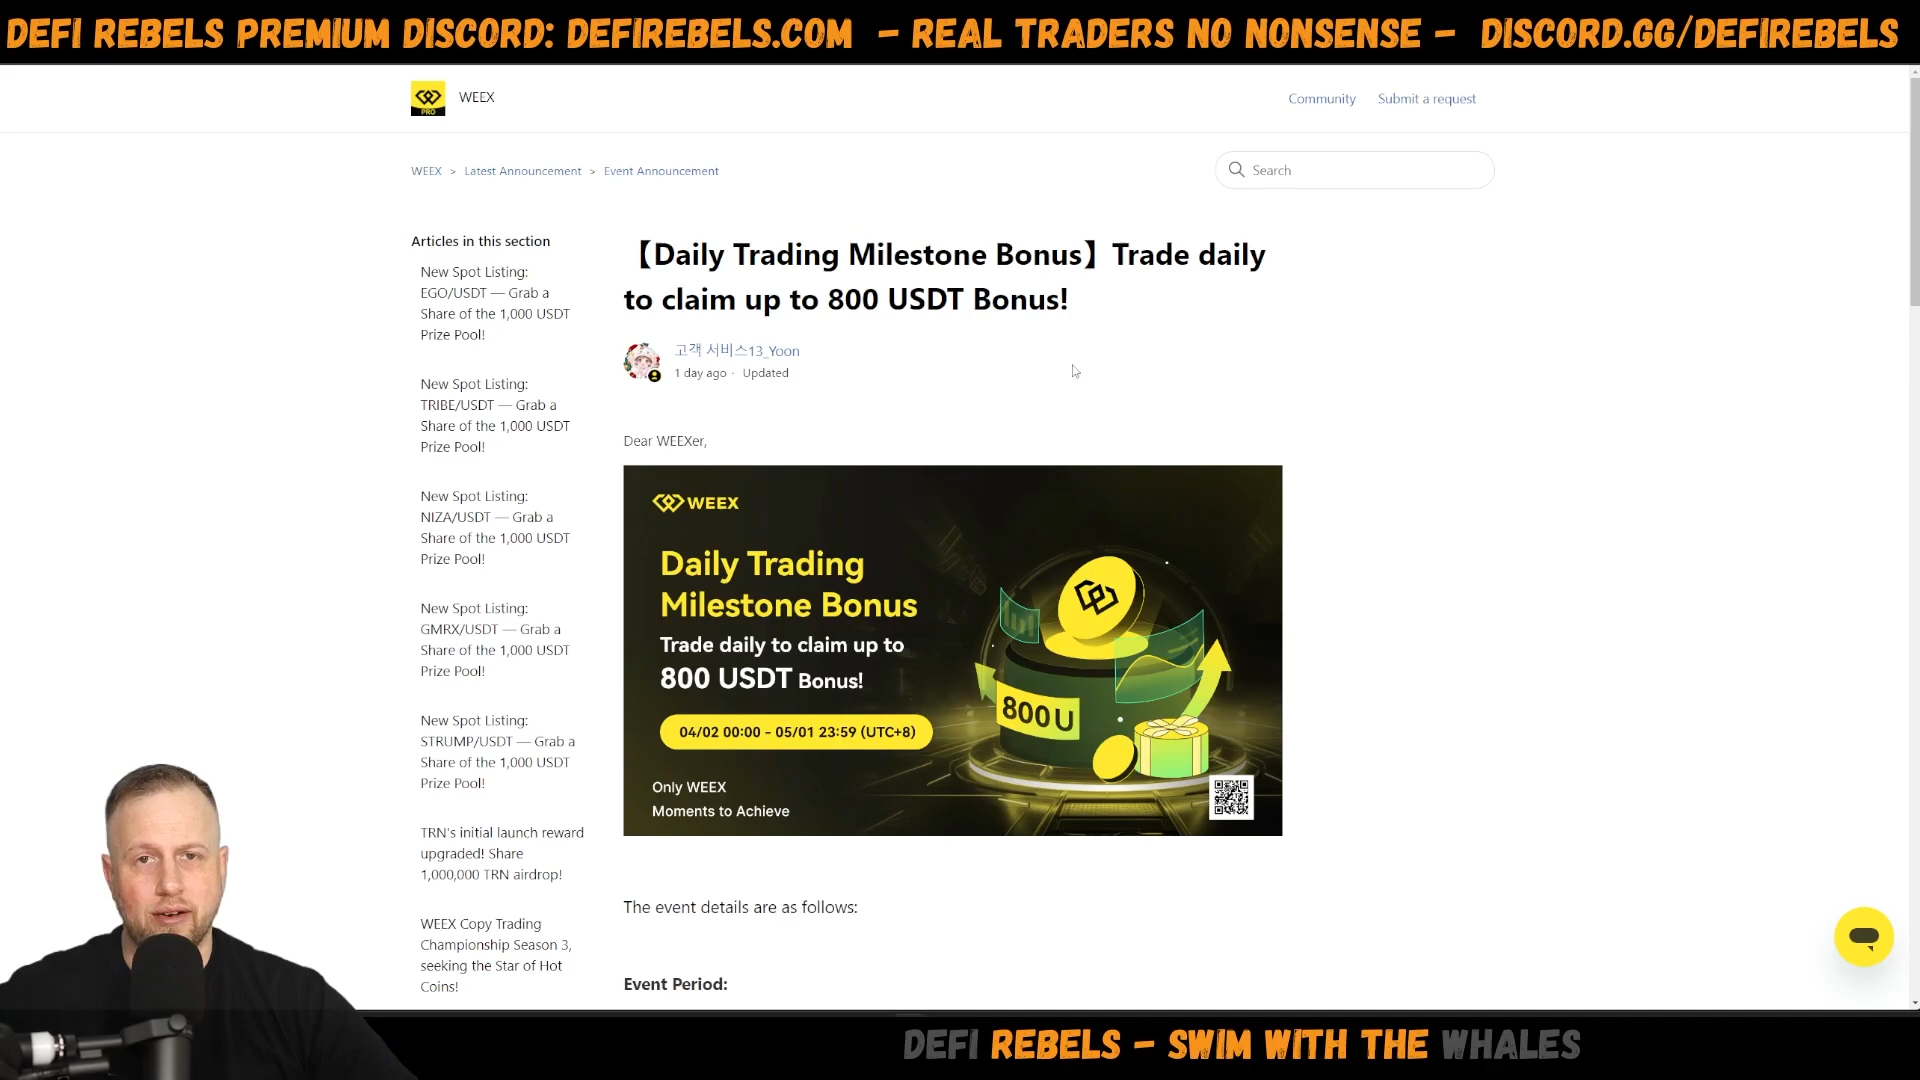 DEFI REBELS PREMIUM DISCORD: DEFIREBELS.COM – REAL TRADERS NO NONSENSE – DISCORD.GG/DEFIREBELS
PRO
WEEX
Community
Submit a request
WEEX > Latest Announcement > Event Announcement
Search
Articles in this section
New Spot Listing:
EGO/USDT — Grab a
Share of the 1,000 USDT
Prize Pool!
New Spot Listing:
TRIBE/USDT — Grab a
Share of the 1,000 USDT
Prize Pool!
New Spot Listing:
NIZA/USDT — Grab a
Share of the 1,000 USDT
Prize Pool!
New Spot Listing:
GMRX/USDT — Grab a
Share of the 1,000 USDT
Prize Pool!
New Spot Listing:
STRUMP/USDT — Grab a
Share of the 1,000 USDT
Prize Pool!
TRN's initial launch reward
upgraded! Share
1,000,000 TRN airdrop!
WEEX Copy Trading
Championship Season 3,
seeking the Star of Hot
Coins!
【Daily Trading Milestone Bonus】Trade daily
to claim up to 800 USDT Bonus!
고객 서비스13_Yoon
1 day ago · Updated
Dear WEEXer,
WEEX
Daily Trading
Milestone Bonus
Trade daily to claim up to
800 USDT Bonus!
04/02 00:00 - 05/01 23:59 (UTC+8)
Only WEEX
Moments to Achieve
800U
The event details are as follows:
Event Period:
DEFI REBELS – SWIM WITH THE WHALES